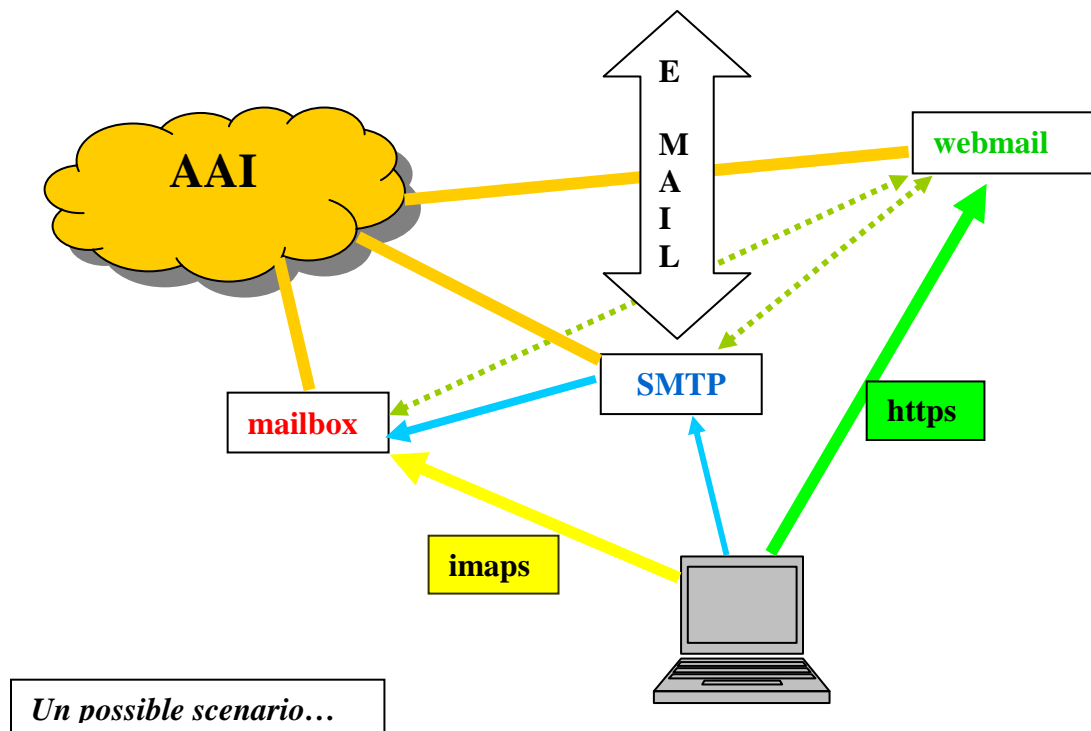 E
M
A
I
L
AAI
webmail
SMTP
mailbox
https
imaps
Un possible scenario…